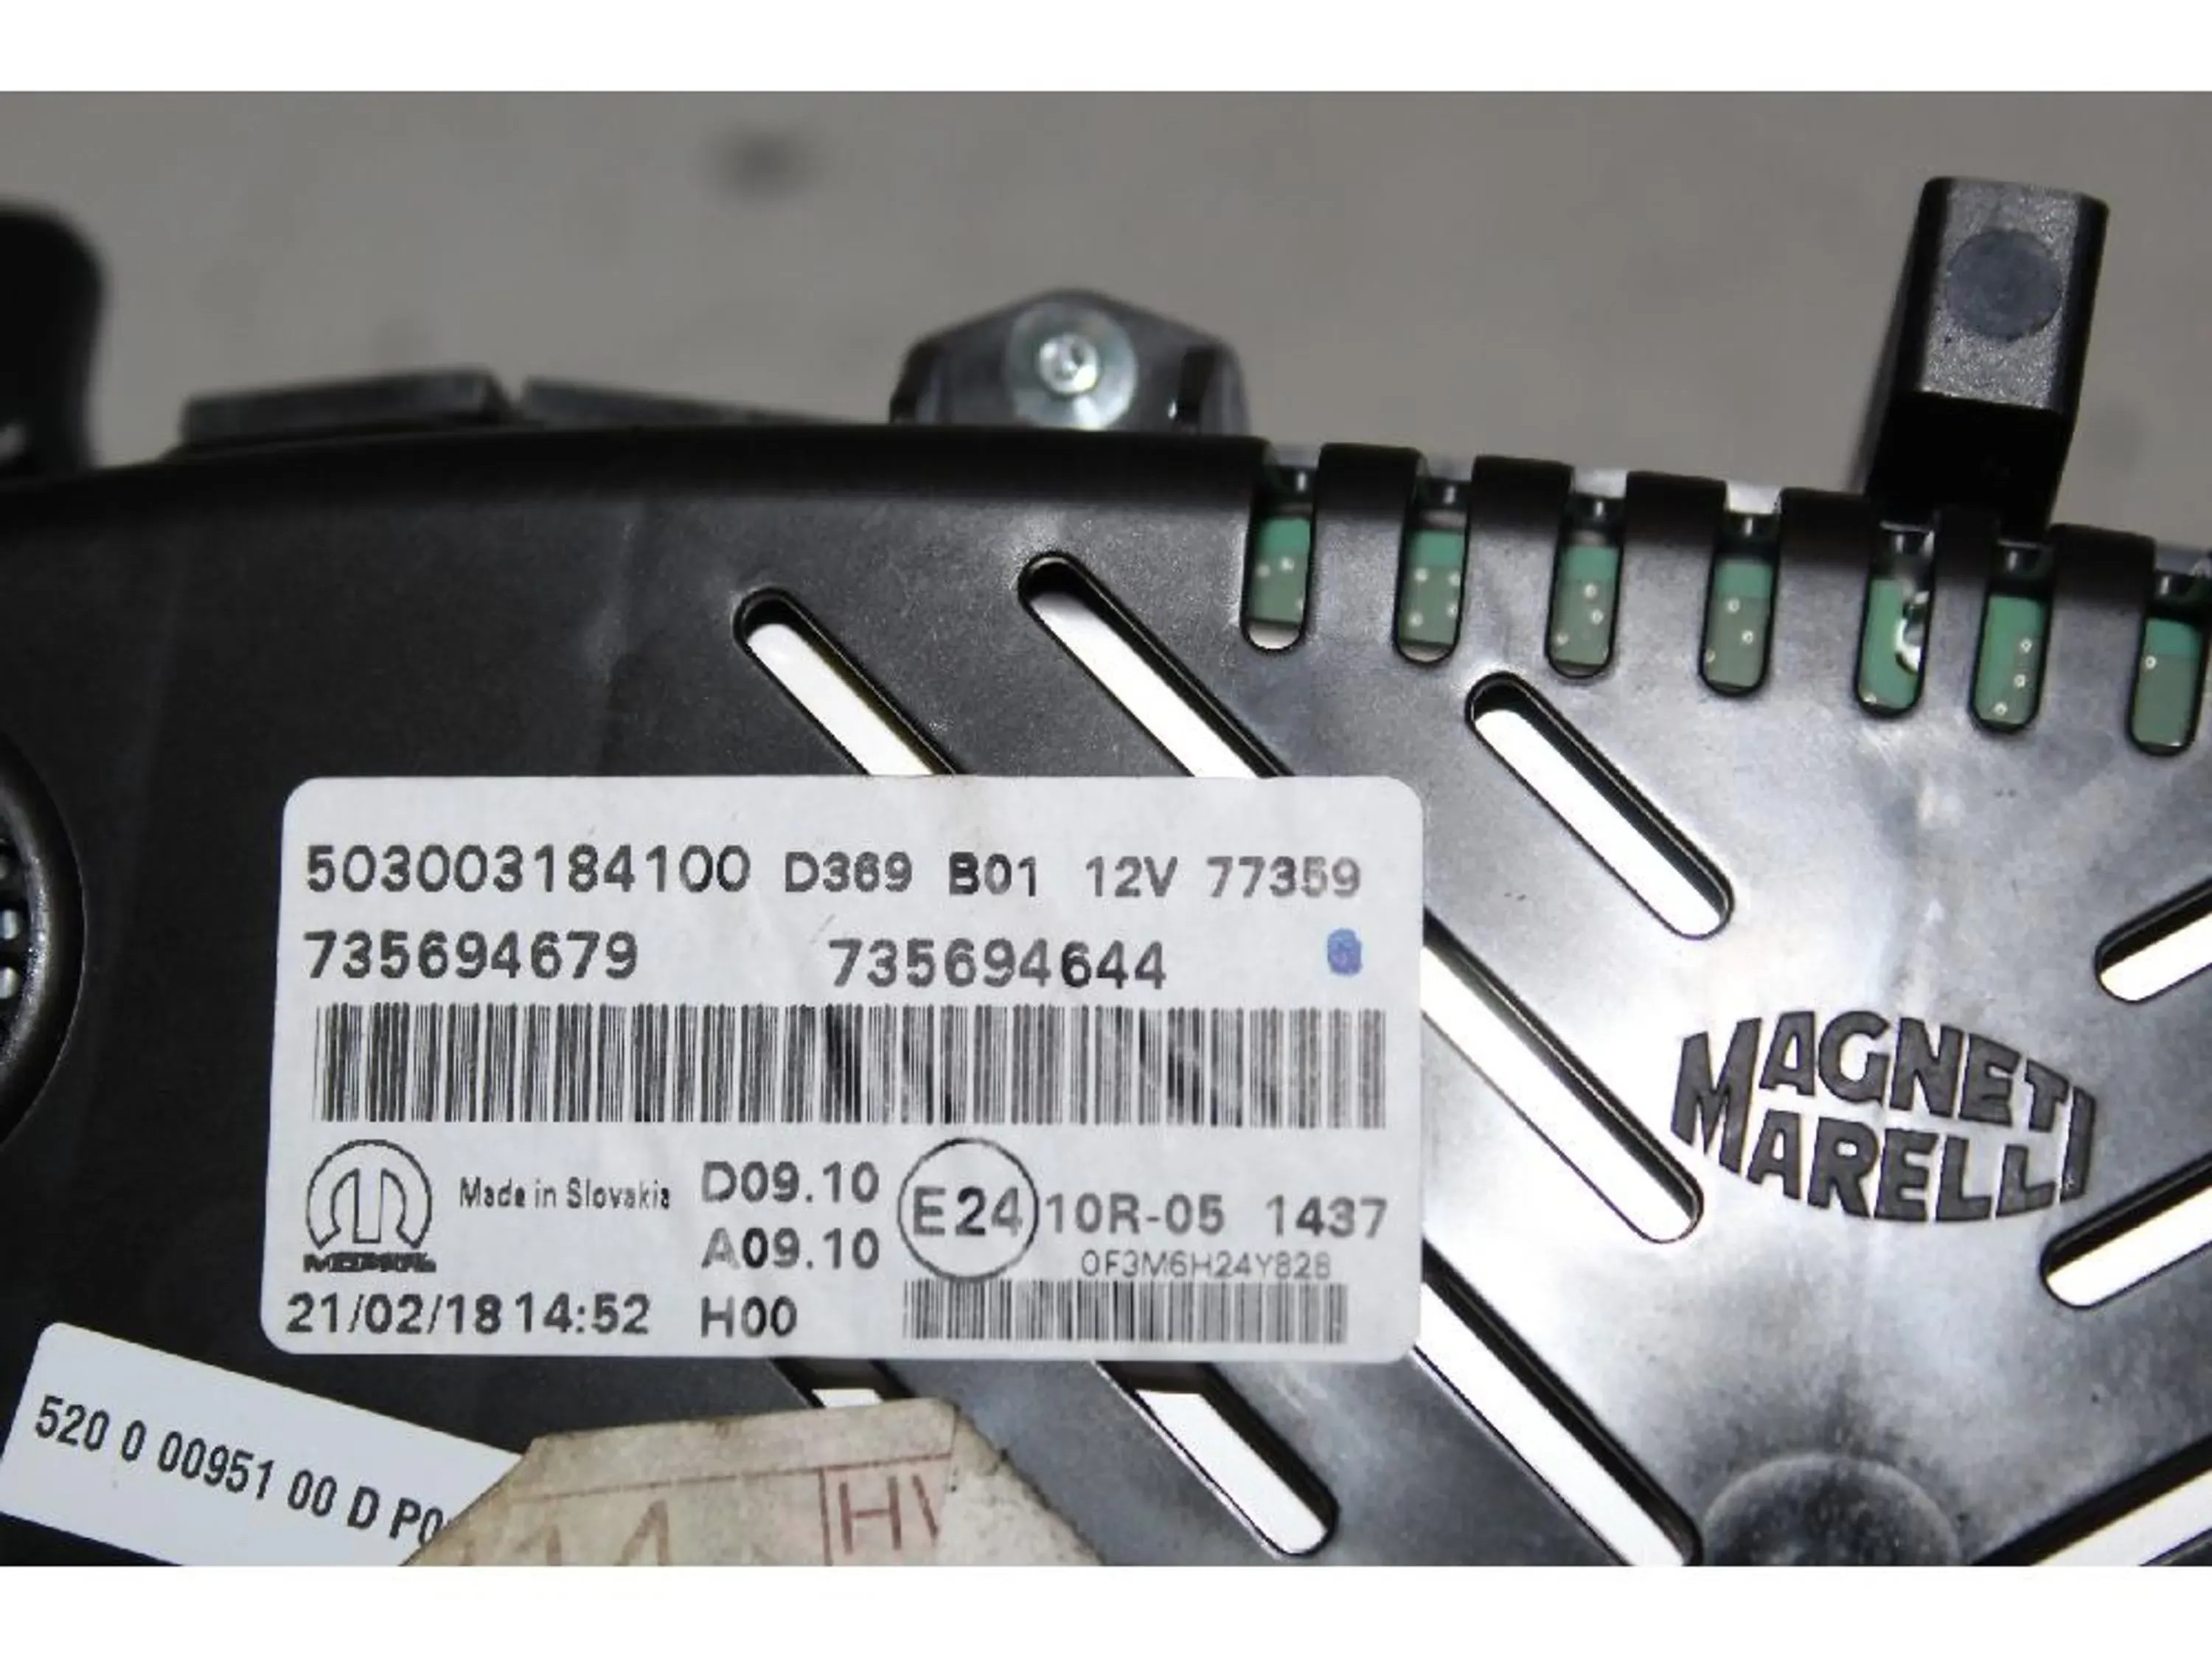 503003184100 D369 B01 12V 77359
735694679 735694644
Made in Slovakia
D09.10
A09.10
E24 10R-05 1437
0F3M6H24Y828
21/02/18 14:52 H00
MAGNETI
MARELLI
520 0 00951 00 D P0